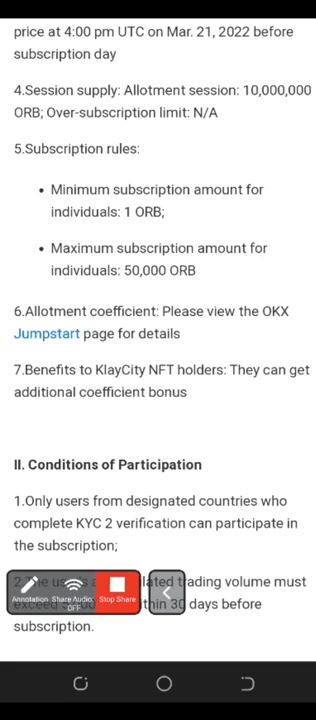 price at 4:00 pm UTC on Mar. 21, 2022 before
subscription day
4.Session supply: Allotment session: 10,000,000
ORB; Over-subscription limit: N/A
5.Subscription rules:
• Minimum subscription amount for
individuals: 1 ORB;
• Maximum subscription amount for
individuals: 50,000 ORB
6.Allotment coefficient: Please view the OKX
Jumpstart page for details
7.Benefits to KlayCity NFT holders: They can get
additional coefficient bonus
II. Conditions of Participation
1.Only users from designated countries who
complete KYC 2 verification can participate in
the subscription;
2.The trading volume must
exceed 30 days before
subscription.
Annotation Share Audio: OFF Stop Share